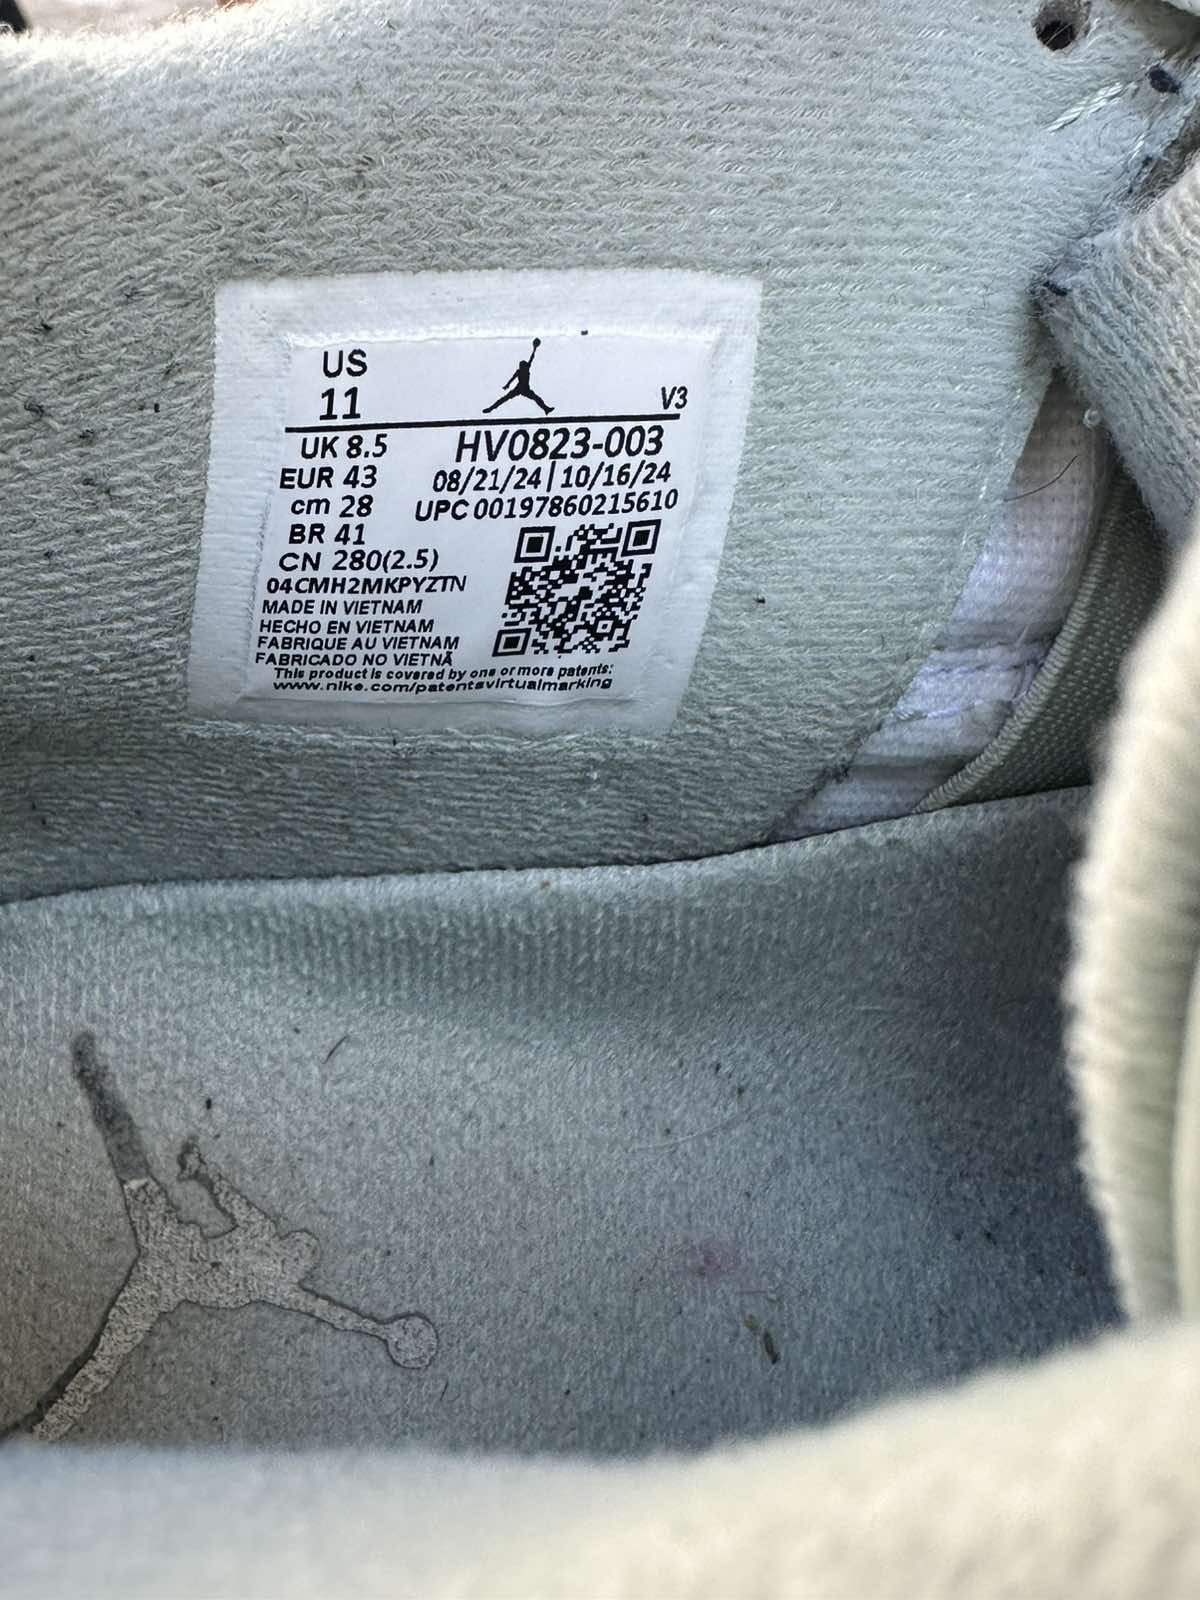 US
11
V3
UK 8.5
HV0823-003
EUR 43
08/21/24 | 10/16/24
cm 28
UPC 00197860215610
BR 41
CN 280(2.5)
04CMH2MKPYZTN
MADE IN VIETNAM
HECHO EN VIETNAM
FABRIQUE AU VIETNAM
FABRICADO NO VIETNÃ
This product is covered by one or more patents:
www.nike.com/patentsvirtualmarking